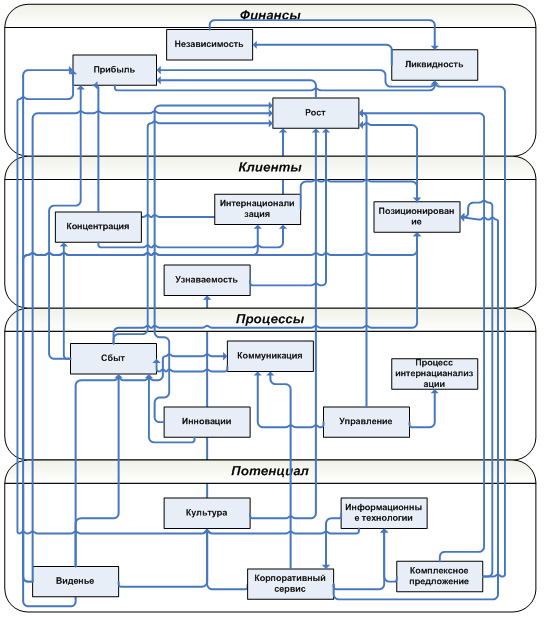 Финансы
Независимость
Прибыль
Ликвидность
Рост
Клиенты
Интернационали
зация
Концентрация
Позиционирован
ие
Узнаваемость
Процессы
Сбыт
Коммуникация
Процесс
интернацианализ
ации
Инновации
Управление
Потенциал
Культура
Информационны
е технологии
Виденье
Корпоративный
сервис
Комплексное
предложение